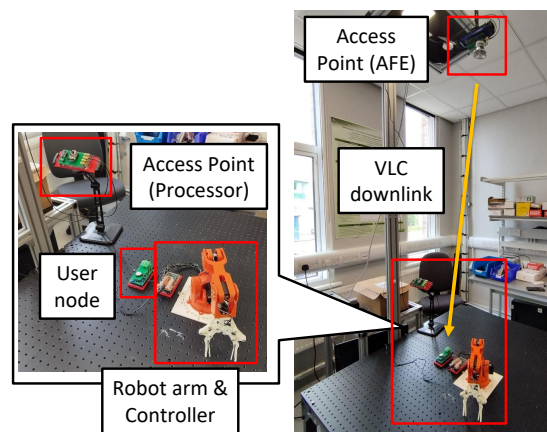 Access
Point (AFE)
Access Point
(Processor)
VLC
downlink
User
node
Robot arm &
Controller